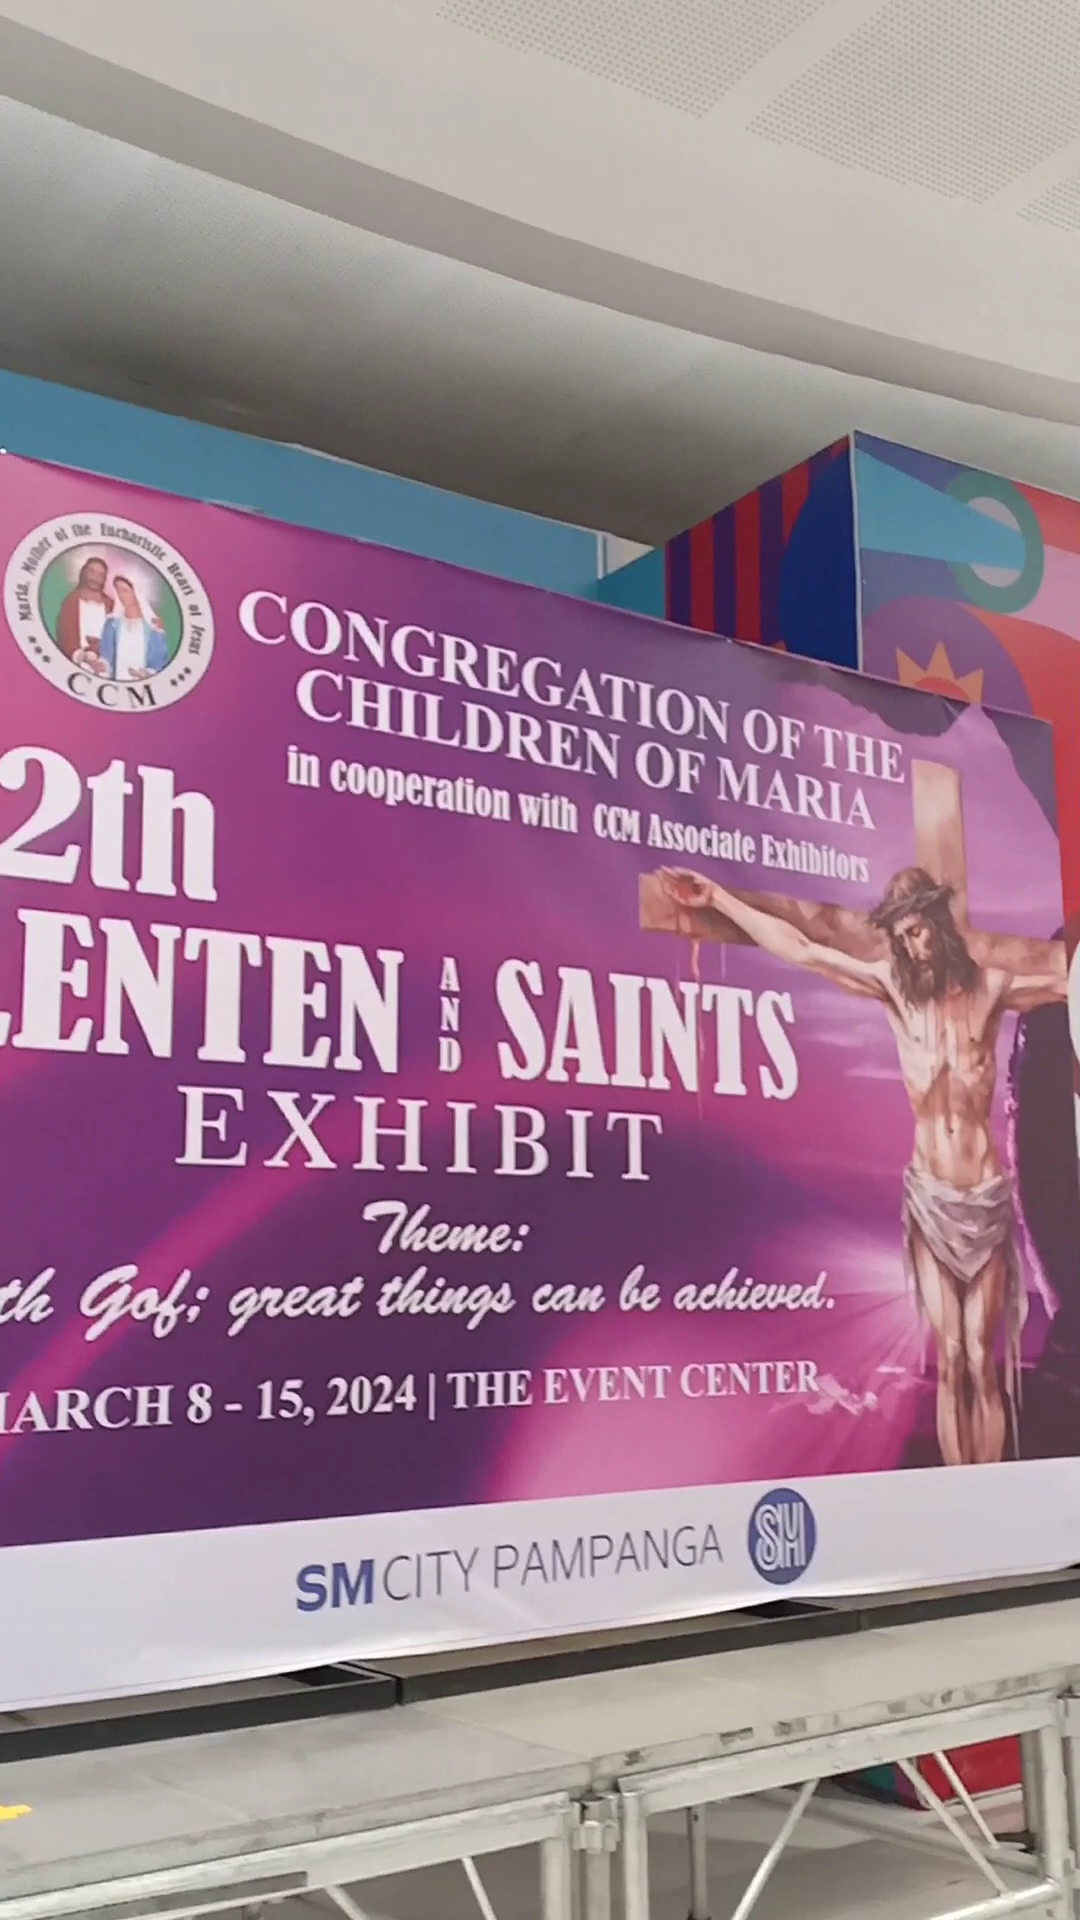 Maria, Mother of the Eucharistic Heart of Jesus
CCM
CONGREGATION OF THE
CHILDREN OF MARIA
in cooperation with CCM Associate Exhibitors
2th
LENTEN AND SAINTS
EXHIBIT
Theme:
th Gof; great things can be achieved.
MARCH 8 - 15, 2024 | THE EVENT CENTER
SM CITY PAMPANGA SM